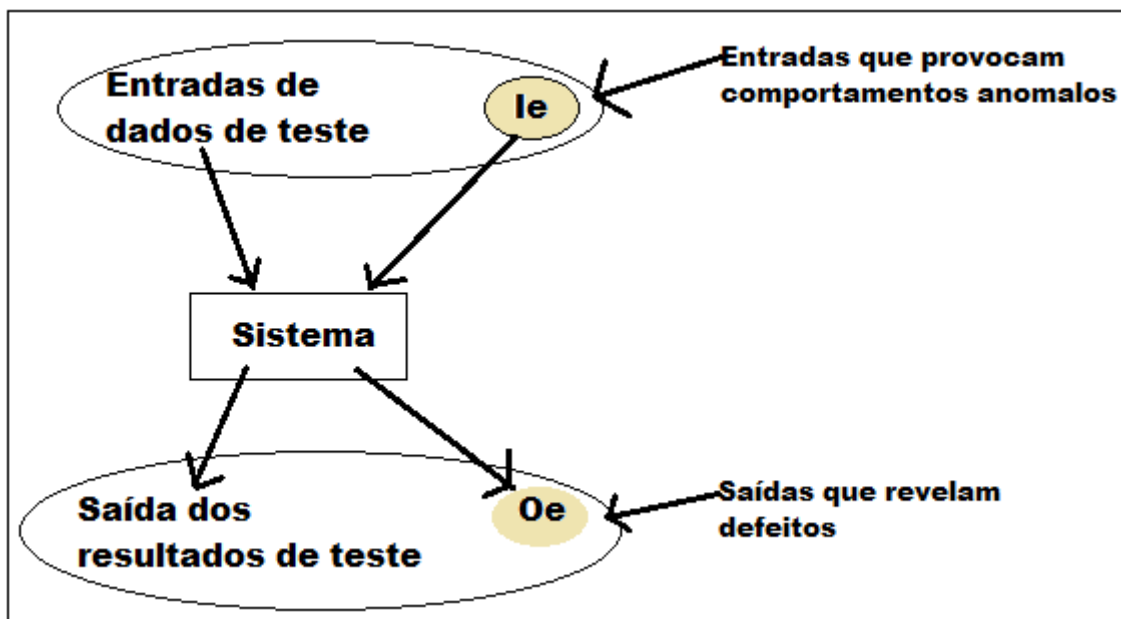 Entradas de
dados de teste
Ie
Entradas que provocam
comportamentos anomalos
Sistema
Saída dos
resultados de teste
Oe
Saídas que revelam
defeitos